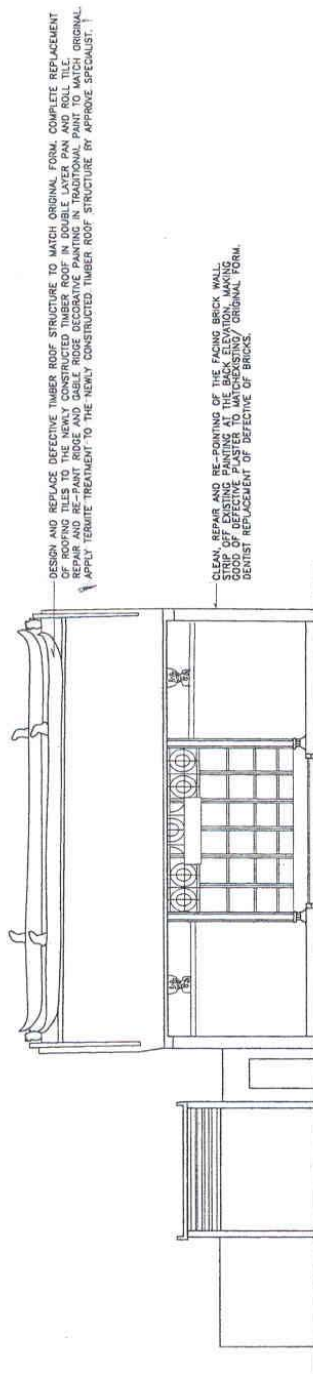 DESIGN AND REPLACE DEFECTIVE TIMBER ROOF STRUCTURE TO MATCH ORIGINAL FORM. COMPLETE REPLACEMENT
OF ROOFING TILES TO THE NEWLY CONSTRUCTED TIMBER ROOF IN DOUBLE LAYER PAN AND ROLL TILE.
REPAIR AND RE-PAINT RIDGE AND GABLE RIDGE DECORATIVE PAINTING IN TRADITIONAL PAINT TO MATCH ORIGINAL.
APPLY TERMITE TREATMENT TO THE NEWLY CONSTRUCTED TIMBER ROOF STRUCTURE BY APPROVE SPECIALIST.
CLEAN, REPAIR AND RE-POINTING OF THE FACING BRICK WALL.
STRIP OFF EXISTING PAINTING AT THE BACK ELEVATION, MAKING
GOOD OF DEFECTIVE PLASTER TO MATCHEXISTING/ ORIGINAL FORM.
DENTIST REPLACEMENT OF DEFECTIVE OF BRICKS.